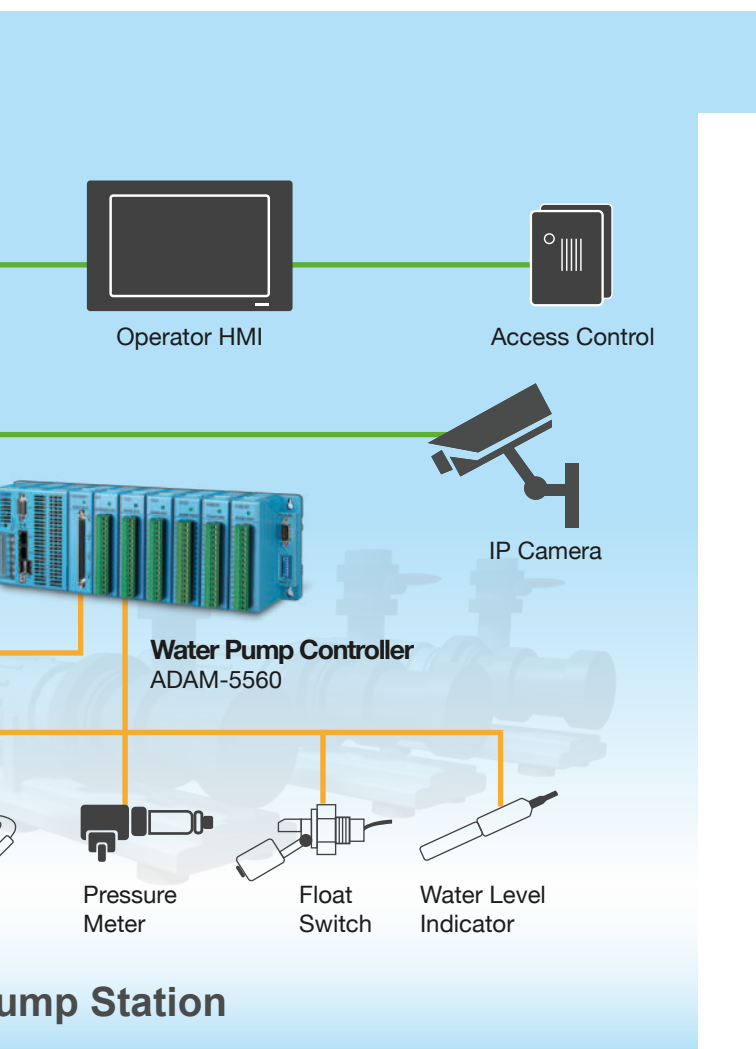 Operator HMI
Access Control
IP Camera
Water Pump Controller
ADAM-5560
Pressure
Meter
Float
Switch
Water Level
Indicator
ump Station